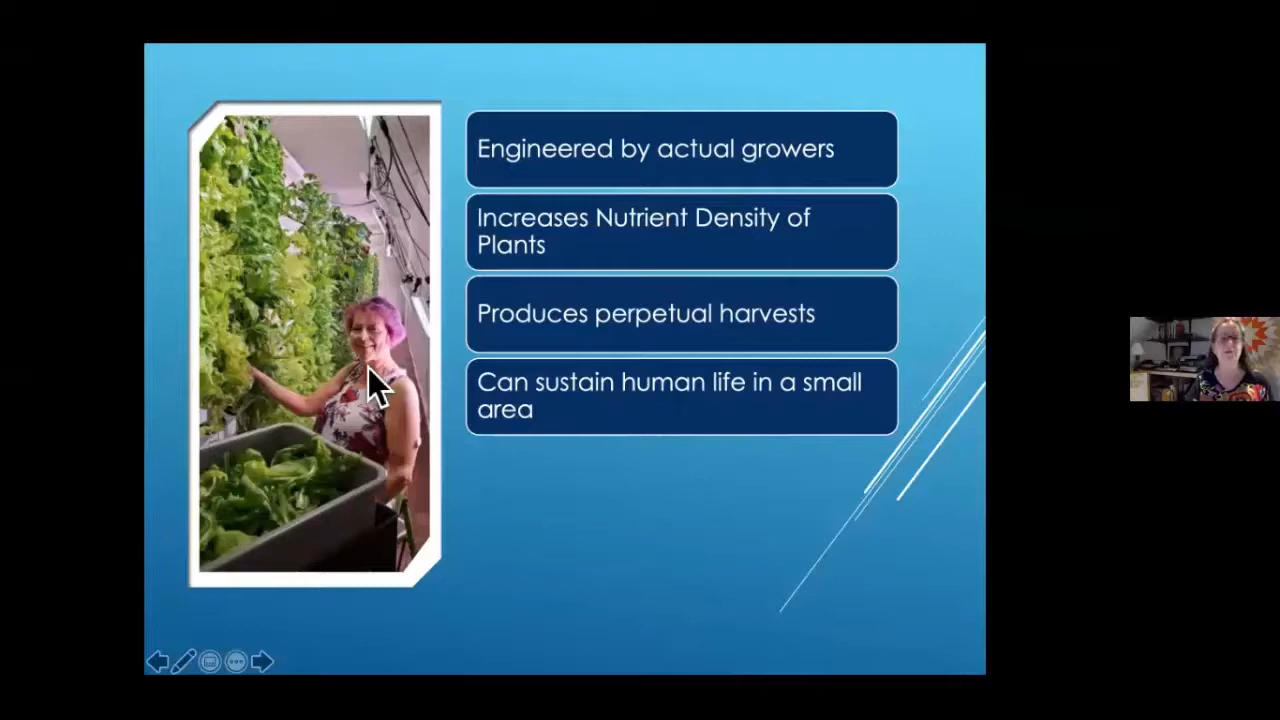 Engineered by actual growers
Increases Nutrient Density of
Plants
Produces perpetual harvests
Can sustain human life in a small
area